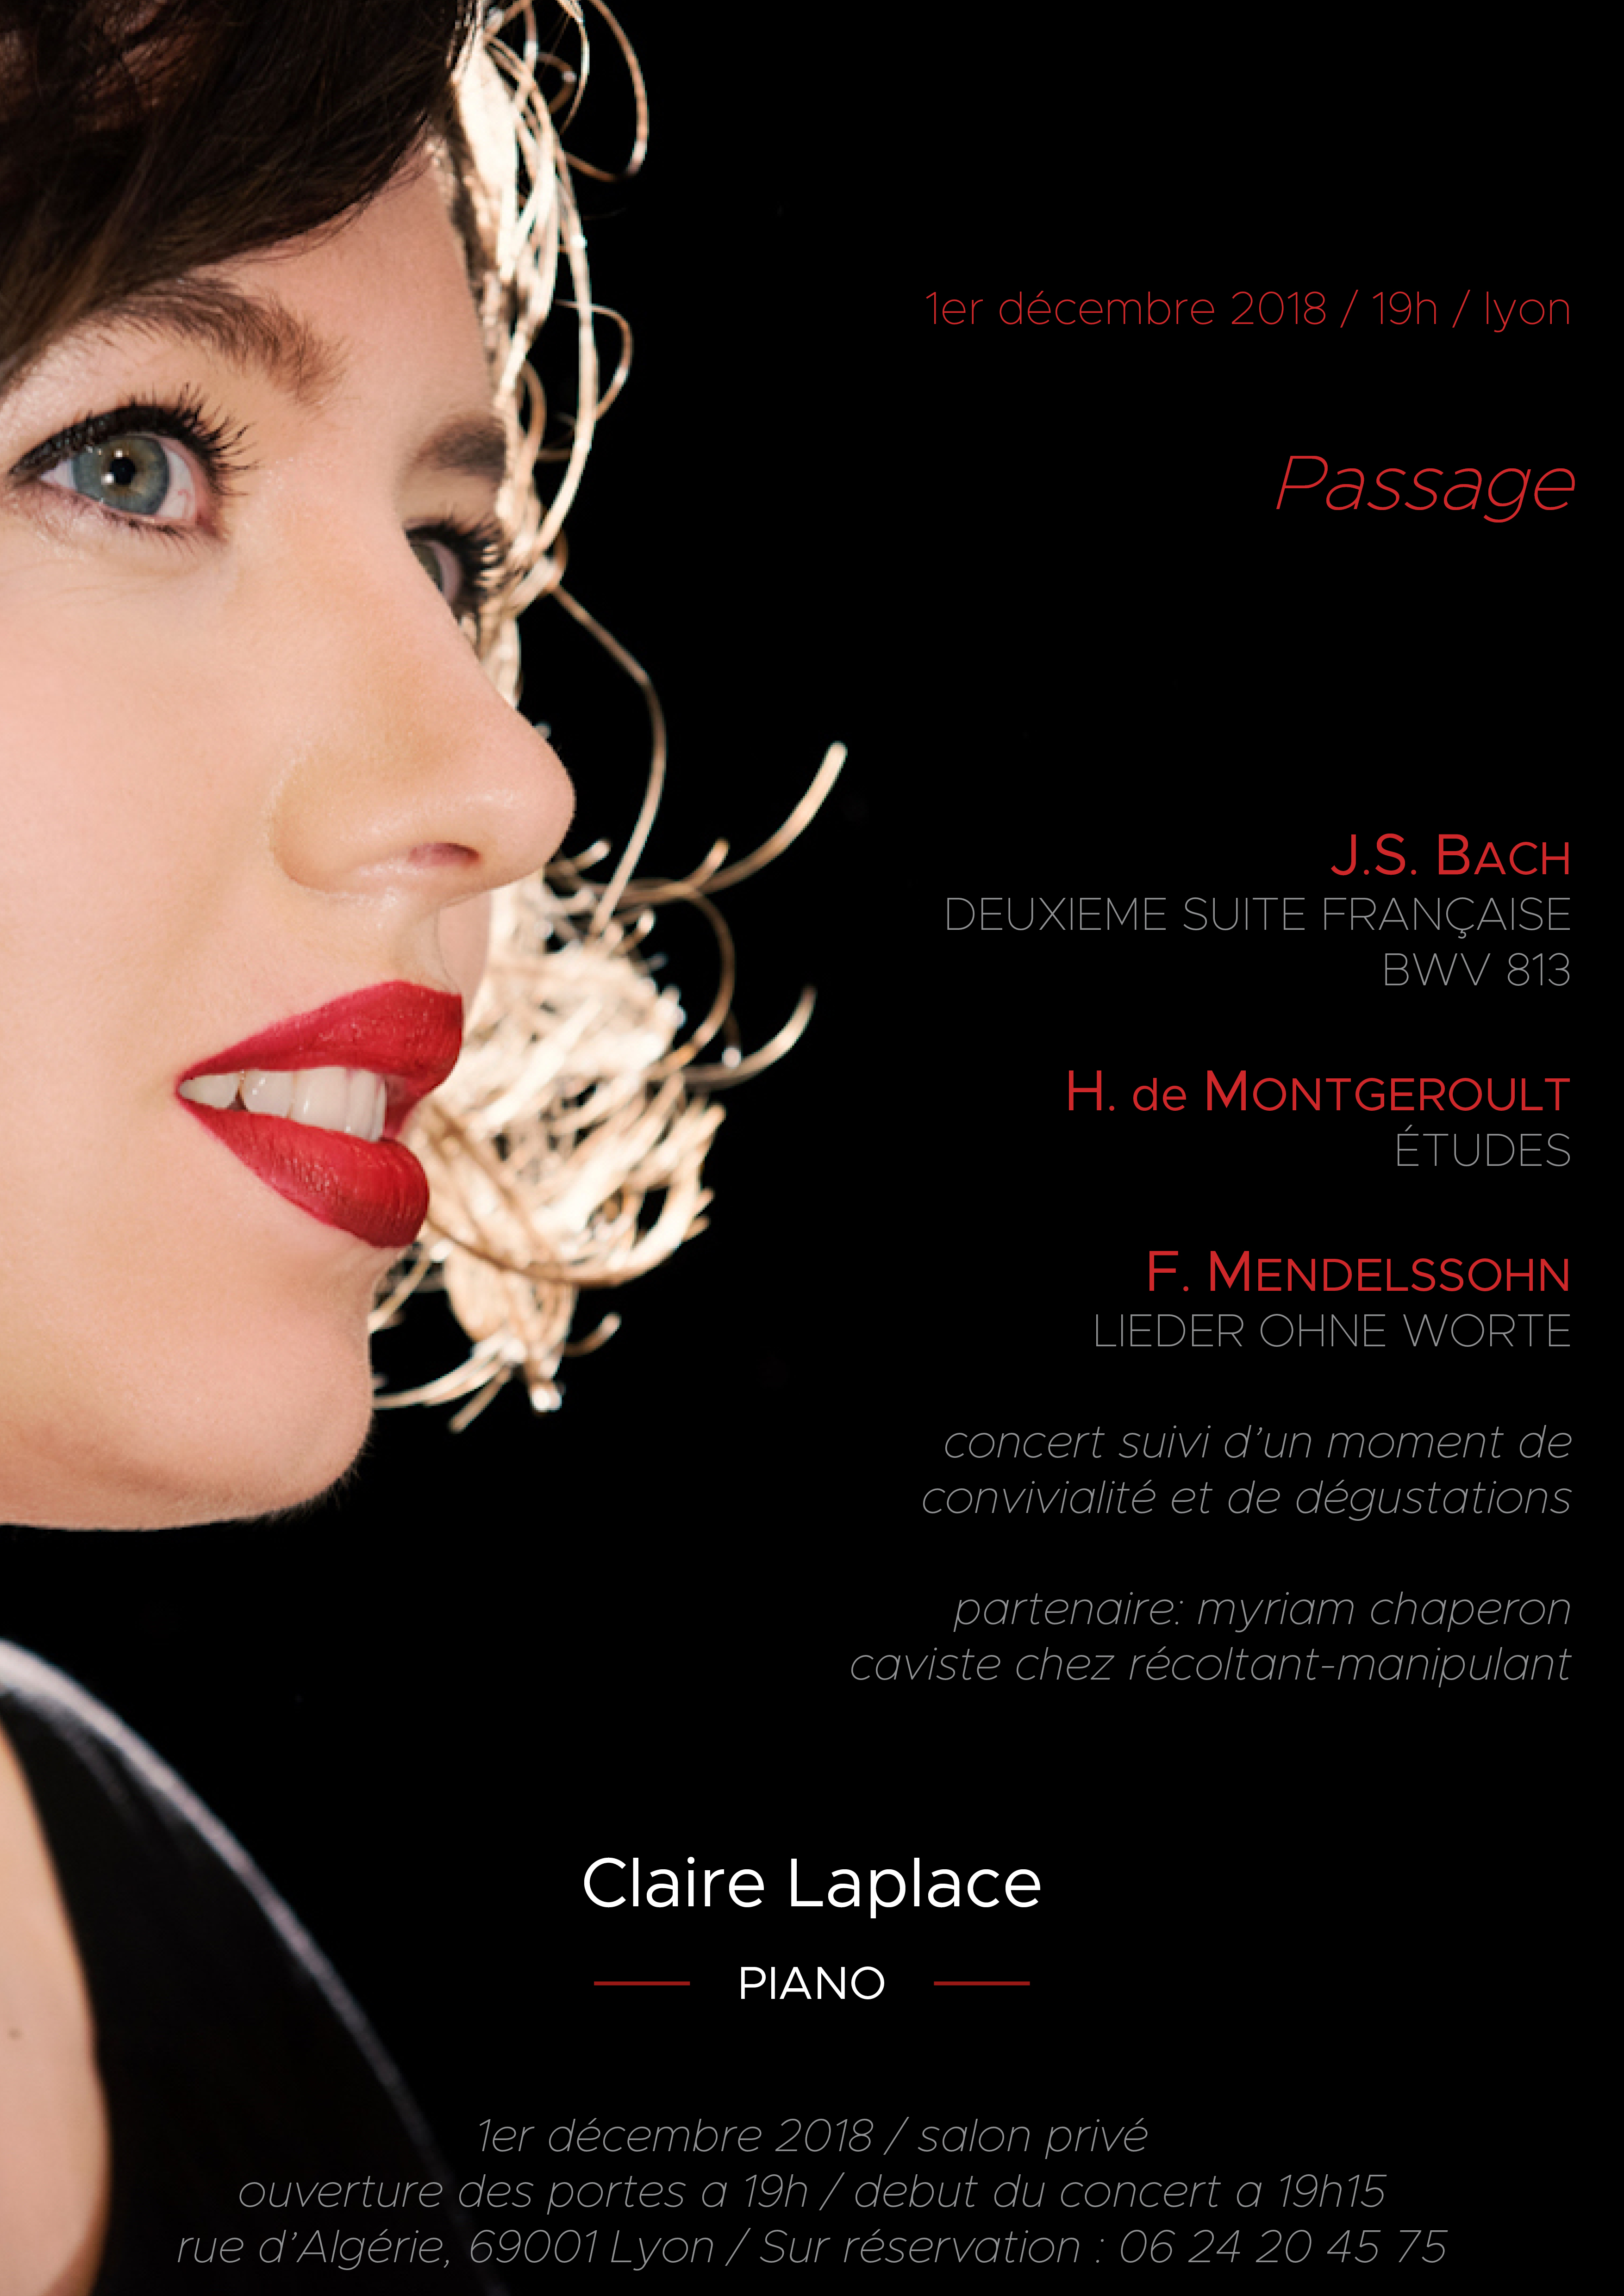 1er décembre 2018 / 19h / lyon
Passage
J.S. BACH
DEUXIEME SUITE FRANÇAISE
BWV 813
H. de MONTGEROULT
ÉTUDES
F. MENDELSSOHN
LIEDER OHNE WORTE
concert suivi d’un moment de
convivialité et de dégustations
partenaire: myriam chaperon
caviste chez récoltant-manipulant
Claire Laplace
PIANO
1er décembre 2018 / salon privé
ouverture des portes a 19h / debut du concert a 19h15
rue d’Algérie, 69001 Lyon / Sur réservation : 06 24 20 45 75